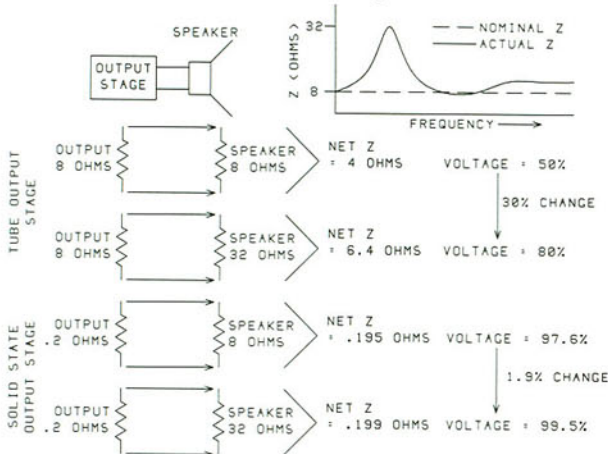 SPEAKER
OUTPUT
STAGE
Z <OHMS>
32
8
NOMINAL Z
ACTUAL Z
FREQUENCY
TUBE OUTPUT
STAGE
OUTPUT
8 OHMS
SPEAKER
8 OHMS
NET Z
= 4 OHMS
VOLTAGE = 50%
30% CHANGE
OUTPUT
8 OHMS
SPEAKER
32 OHMS
NET Z
= 6.4 OHMS
VOLTAGE = 80%
SOLID STATE
OUTPUT STAGE
OUTPUT
.2 OHMS
SPEAKER
8 OHMS
NET Z
= .195 OHMS
VOLTAGE = 97.6%
1.9% CHANGE
OUTPUT
.2 OHMS
SPEAKER
32 OHMS
NET Z
= .199 OHMS
VOLTAGE = 99.5%